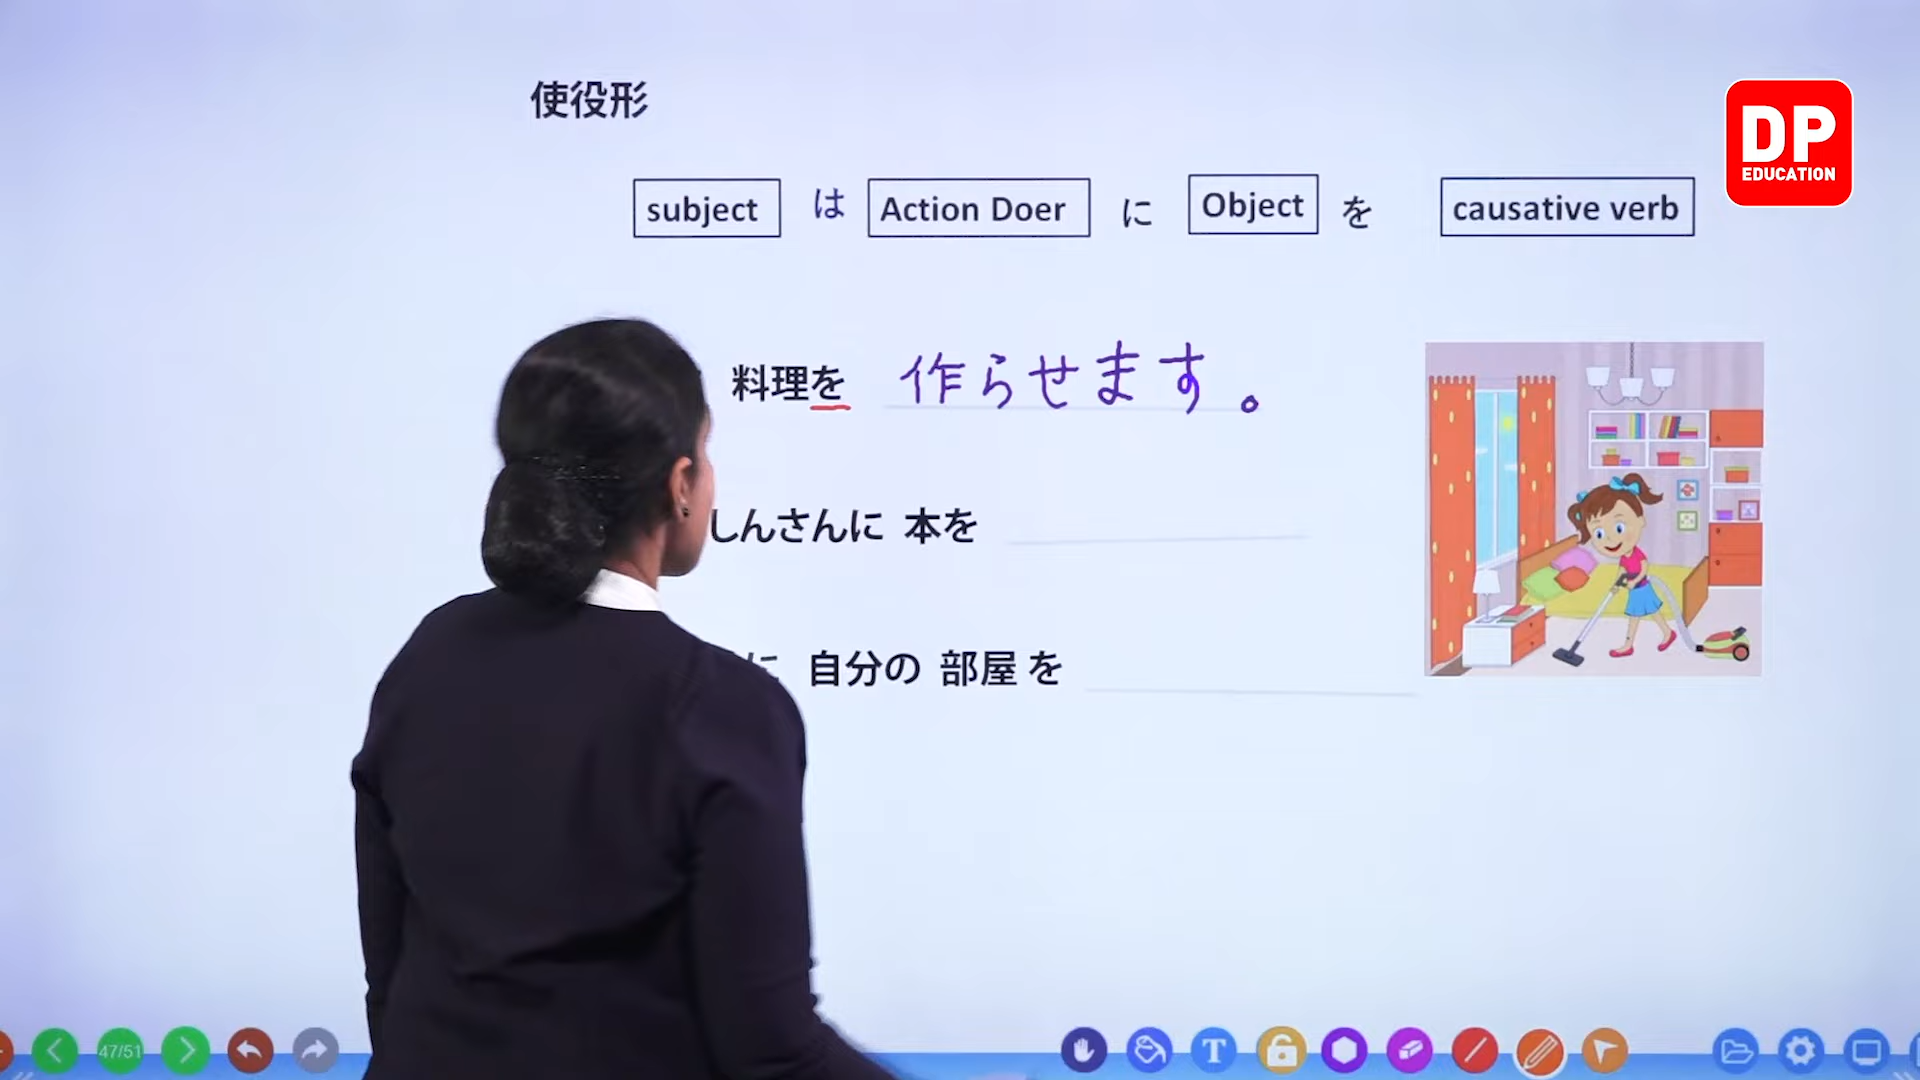 使役形
DP
EDUCATION
subject は Action Doer に Object を causative verb
料理を 作らせます。
しんさんに 本を
に 自分の 部屋を
47/51
T